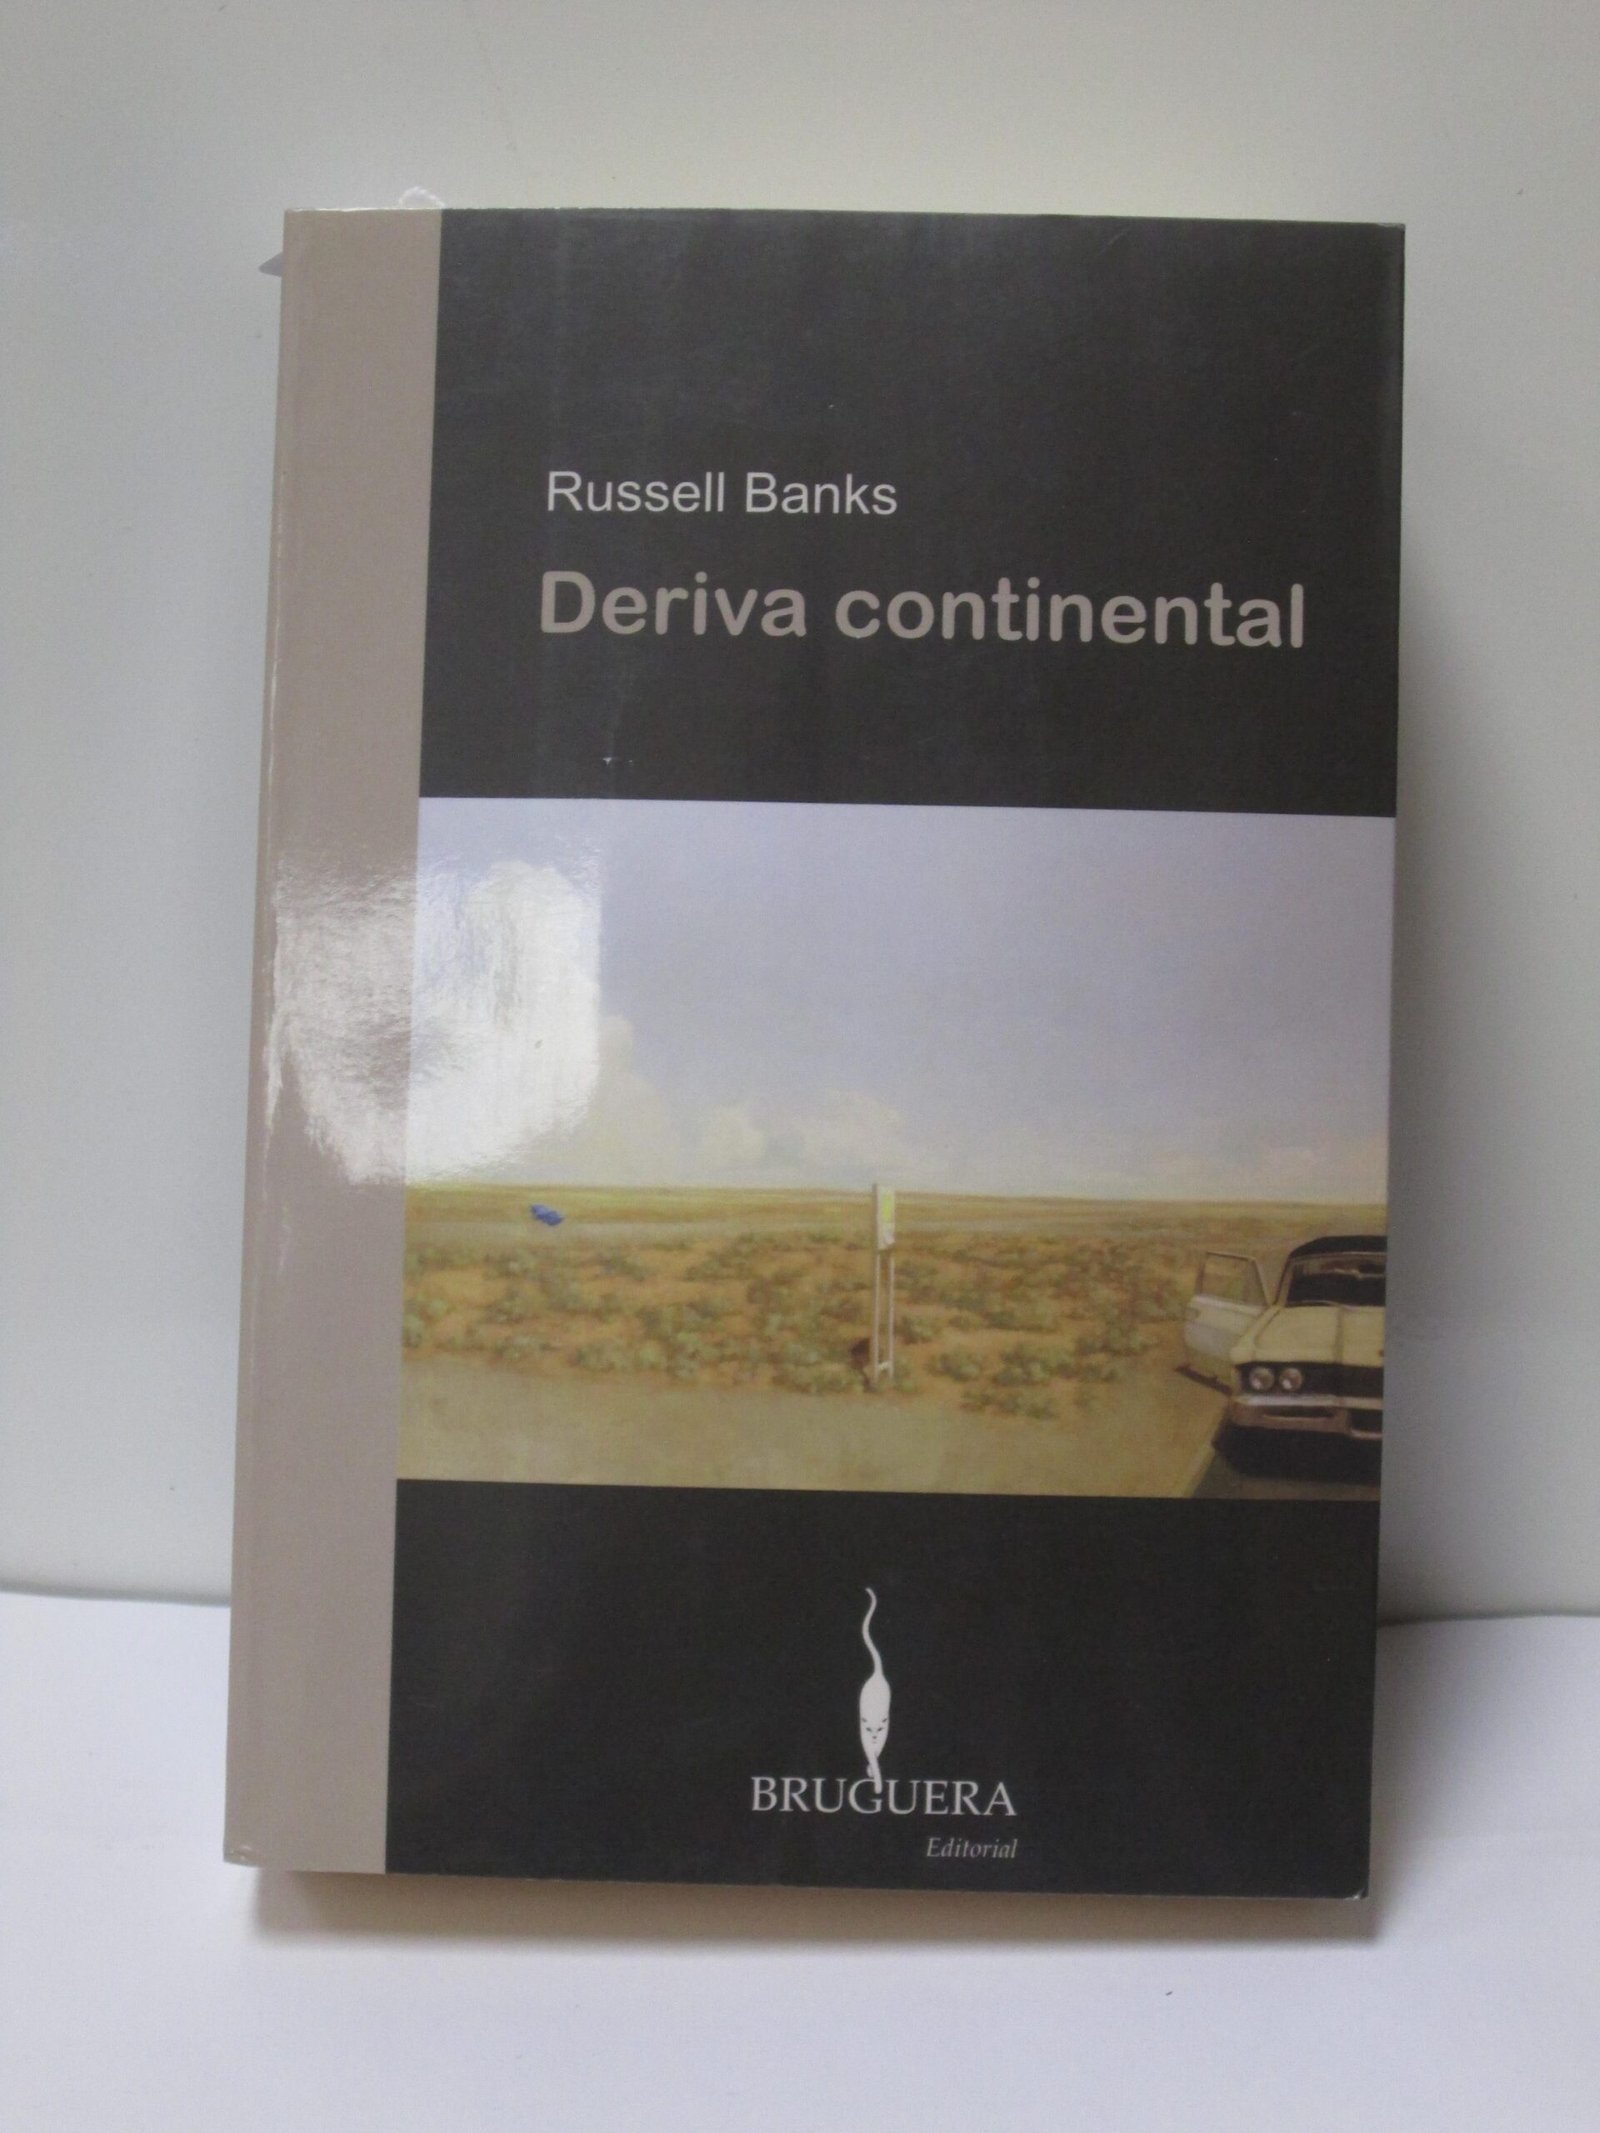 Russell Banks
Deriva continental
BRUGUERA
Editorial